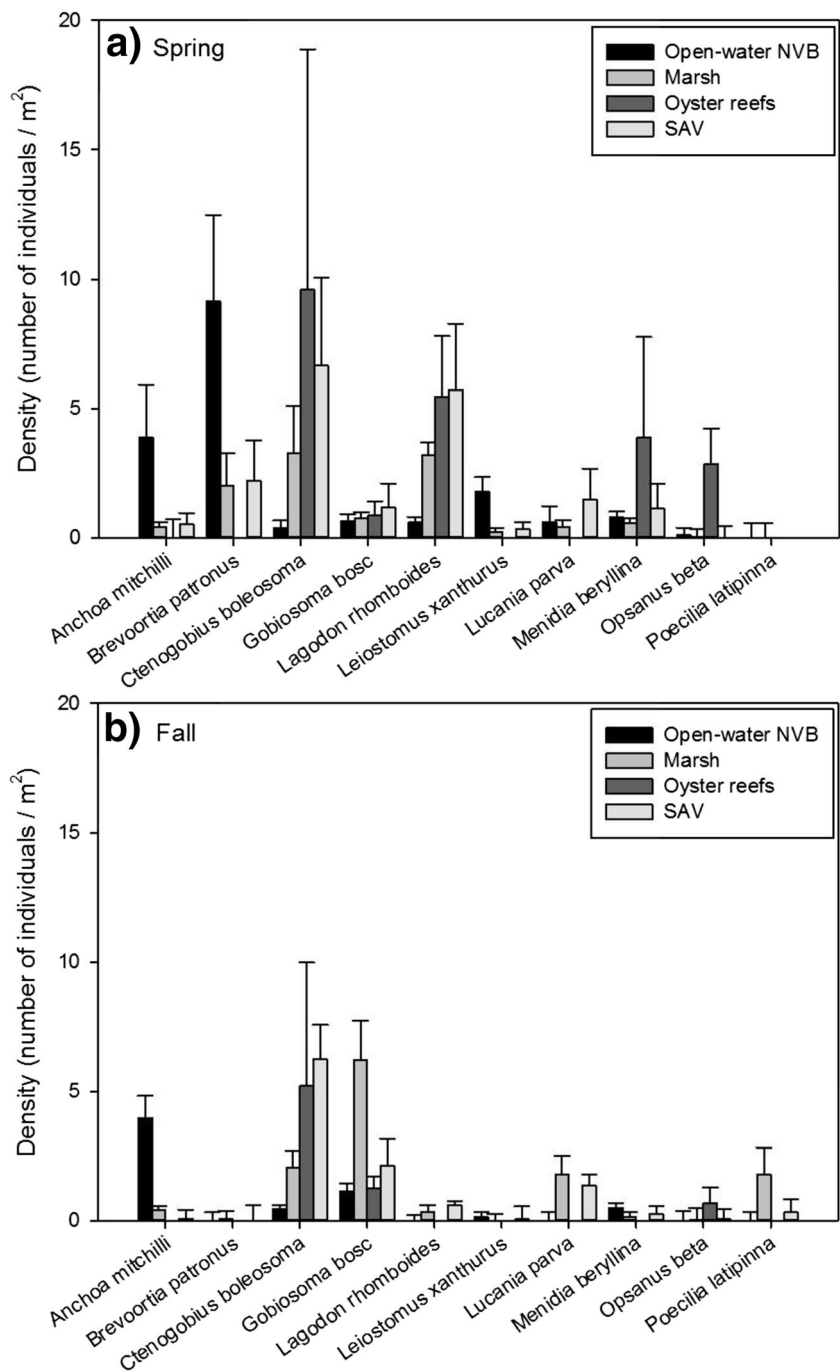 a) Spring
Open-water NVB
Marsh
Oyster reefs
SAV
Density (number of individuals / m²)
20
15
10
5
0
Anchoa mitchilli
Brevoortia patronus
Ctenogobius boleosoma
Gobiosoma bosc
Lagodon rhomboides
Leiostomus xanthurus
Lucania parva
Menidia beryllina
Opsanus beta
Poecilia latipinna
b) Fall
Open-water NVB
Marsh
Oyster reefs
SAV
Density (number of individuals / m²)
20
15
10
5
0
Anchoa mitchilli
Brevoortia patronus
Ctenogobius boleosoma
Gobiosoma bosc
Lagodon rhomboides
Leiostomus xanthurus
Lucania parva
Menidia beryllina
Opsanus beta
Poecilia latipinna